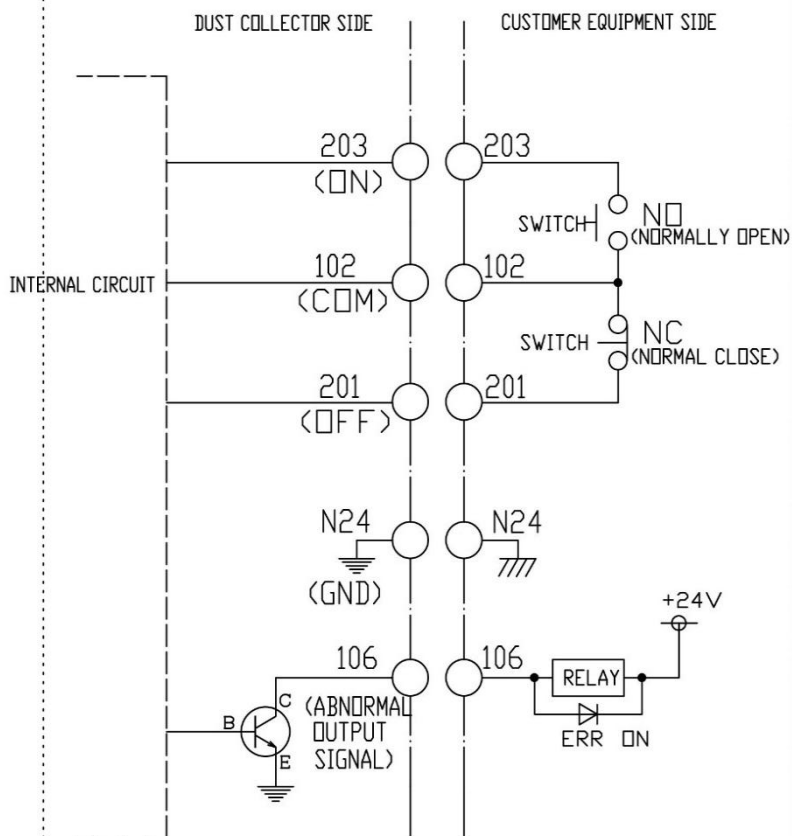 DUST COLLECTOR SIDE
CUSTOMER EQUIPMENT SIDE
203
(ON)
203
SWITCH
NO
(NORMALLY OPEN)
INTERNAL CIRCUIT
102
(COM)
102
SWITCH
NC
(NORMAL CLOSE)
201
(OFF)
201
N24
(GND)
N24
+24V
106
106
RELAY
B
C
E
(ABNORMAL
OUTPUT
SIGNAL)
ERR ON